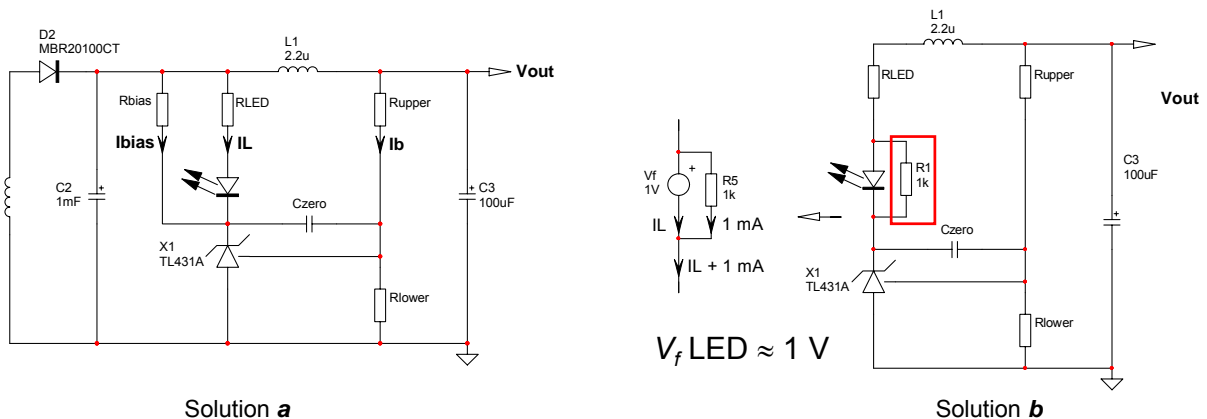 D2
MBR20100CT
L1
2.2u
Vout
Rbias
RLED
Rupper
Ibias
IL
Ib
C2
1mF
Czero
C3
100uF
X1
TL431A
Rlower
Solution a
L1
2.2u
RLED
Rupper
Vout
Vf
1V
R5
1k
R1
1k
C3
100uF
IL
1 mA
Czero
IL + 1 mA
X1
TL431A
Rlower
Vf LED ≈ 1 V
Solution b